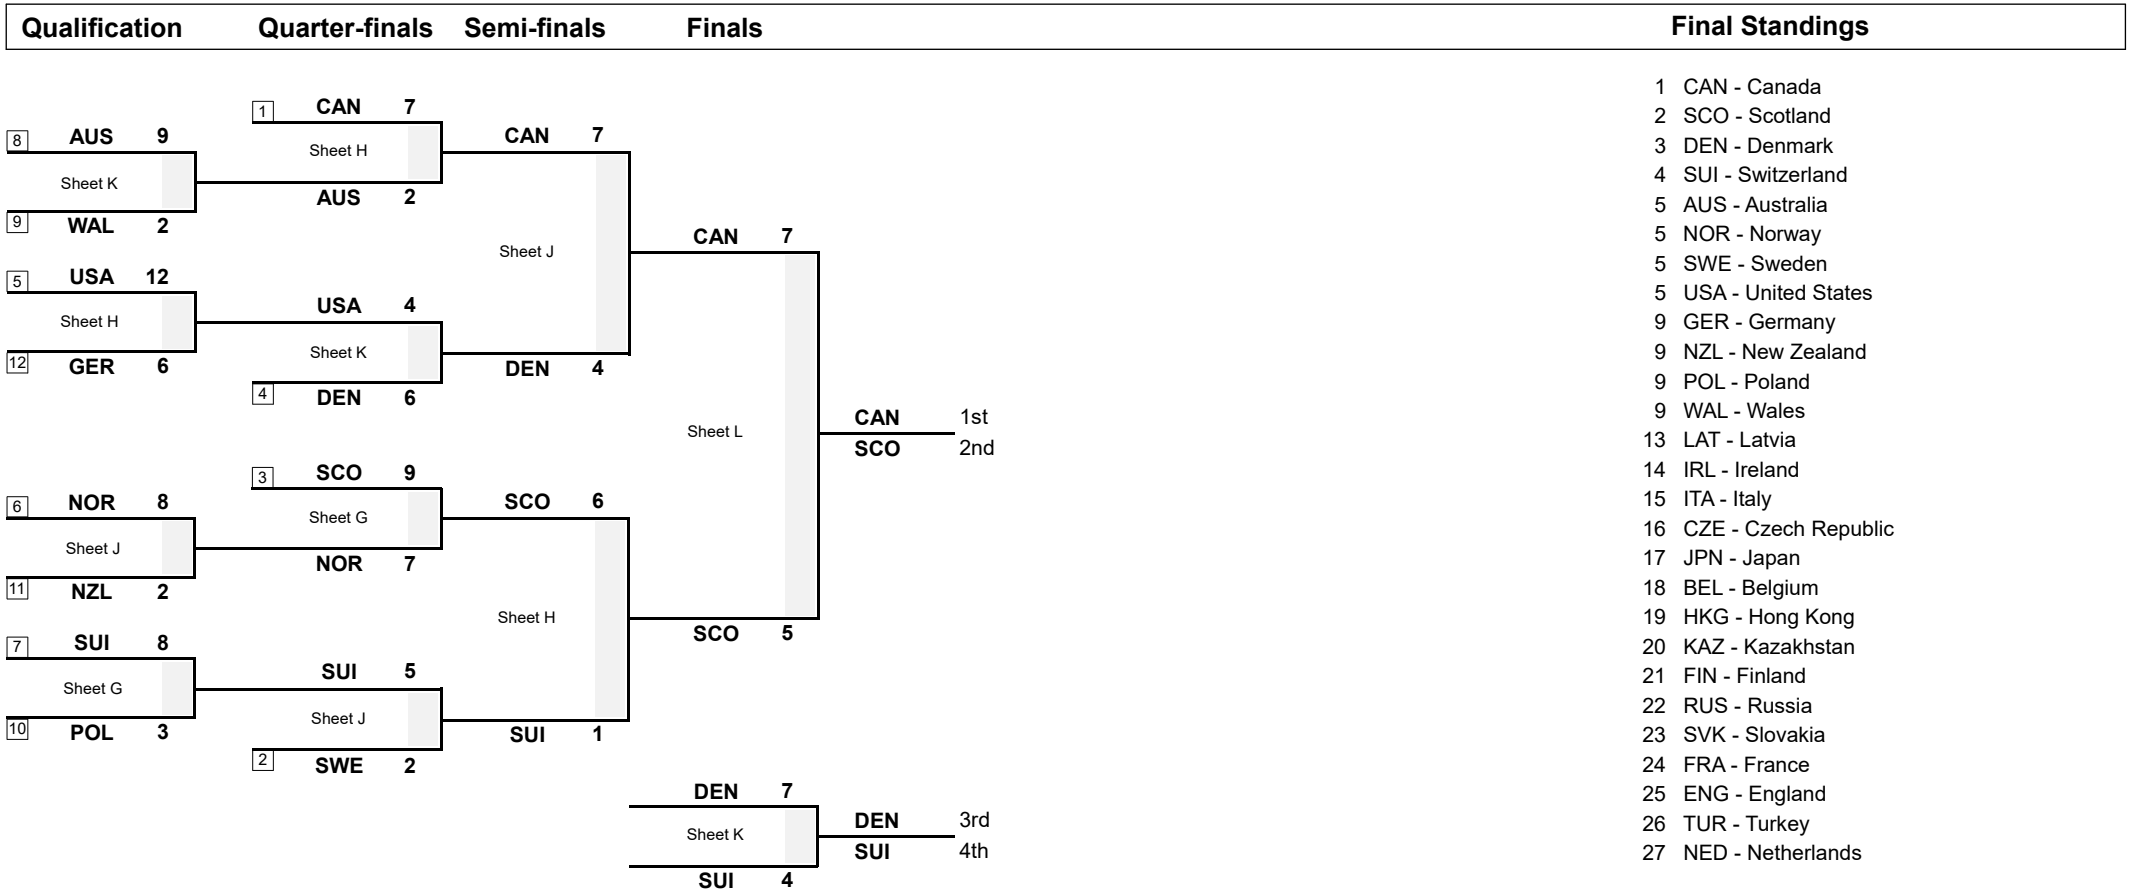 Qualification Quarter-finals Semi-finals Finals Final Standings
8 AUS 9
Sheet K
9 WAL 2
5 USA 12
Sheet H
12 GER 6
6 NOR 8
Sheet J
11 NZL 2
7 SUI 8
Sheet G
10 POL 3
1 CAN 7
Sheet H
AUS 2
USA 4
Sheet K
4 DEN 6
3 SCO 9
Sheet G
NOR 7
SUI 5
Sheet J
2 SWE 2
CAN 7
Sheet J
DEN 4
SCO 6
Sheet H
SUI 1
CAN 7
Sheet L
SCO 5
CAN 1st
SCO 2nd
DEN 7
Sheet K
SUI 4
DEN 3rd
SUI 4th
1 CAN - Canada
2 SCO - Scotland
3 DEN - Denmark
4 SUI - Switzerland
5 AUS - Australia
5 NOR - Norway
5 SWE - Sweden
5 USA - United States
9 GER - Germany
9 NZL - New Zealand
9 POL - Poland
9 WAL - Wales
13 LAT - Latvia
14 IRL - Ireland
15 ITA - Italy
16 CZE - Czech Republic
17 JPN - Japan
18 BEL - Belgium
19 HKG - Hong Kong
20 KAZ - Kazakhstan
21 FIN - Finland
22 RUS - Russia
23 SVK - Slovakia
24 FRA - France
25 ENG - England
26 TUR - Turkey
27 NED - Netherlands